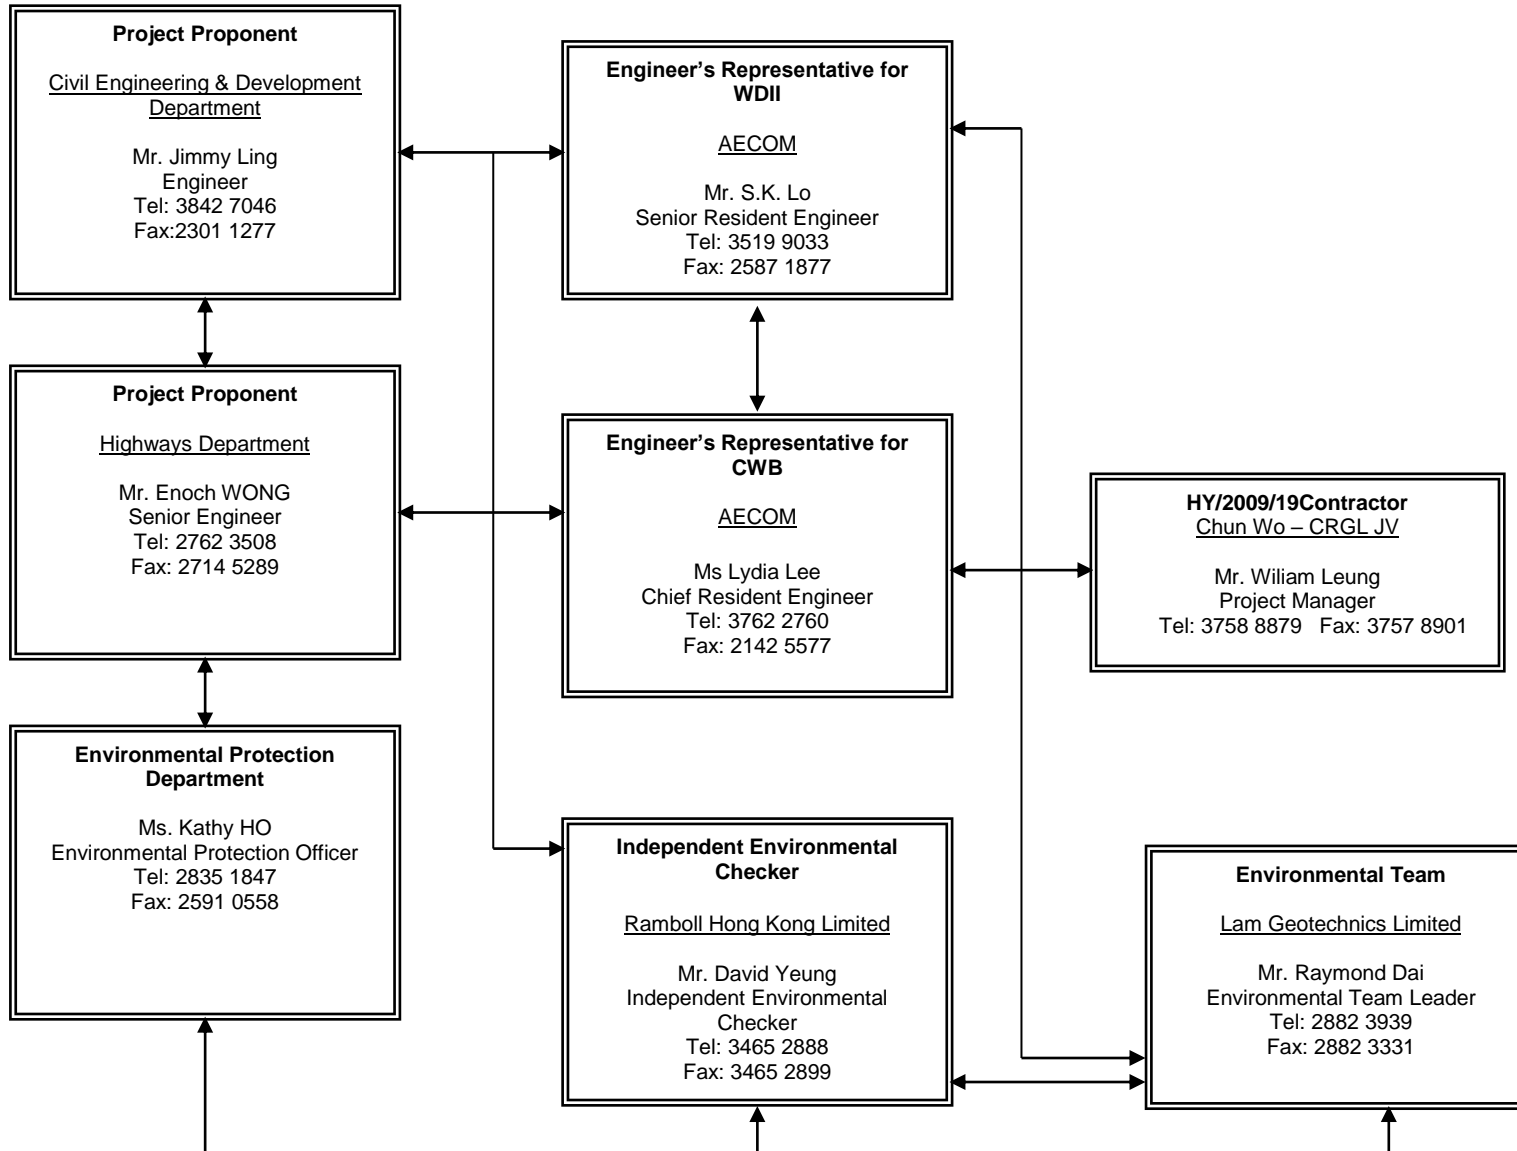 Project Proponent
Civil Engineering & Development
Department
Mr. Jimmy Ling
Engineer
Tel: 3842 7046
Fax:2301 1277
Engineer’s Representative for
WDII
AECOM
Mr. S.K. Lo
Senior Resident Engineer
Tel: 3519 9033
Fax: 2587 1877
Project Proponent
Highways Department
Mr. Enoch WONG
Senior Engineer
Tel: 2762 3508
Fax: 2714 5289
Engineer’s Representative for
CWB
AECOM
Ms Lydia Lee
Chief Resident Engineer
Tel: 3762 2760
Fax: 2142 5577
HY/2009/19Contractor
Chun Wo – CRGL JV
Mr. Wiliam Leung
Project Manager
Tel: 3758 8879 Fax: 3757 8901
Environmental Protection
Department
Ms. Kathy HO
Environmental Protection Officer
Tel: 2835 1847
Fax: 2591 0558
Independent Environmental
Checker
Ramboll Hong Kong Limited
Mr. David Yeung
Independent Environmental
Checker
Tel: 3465 2888
Fax: 3465 2899
Environmental Team
Lam Geotechnics Limited
Mr. Raymond Dai
Environmental Team Leader
Tel: 2882 3939
Fax: 2882 3331